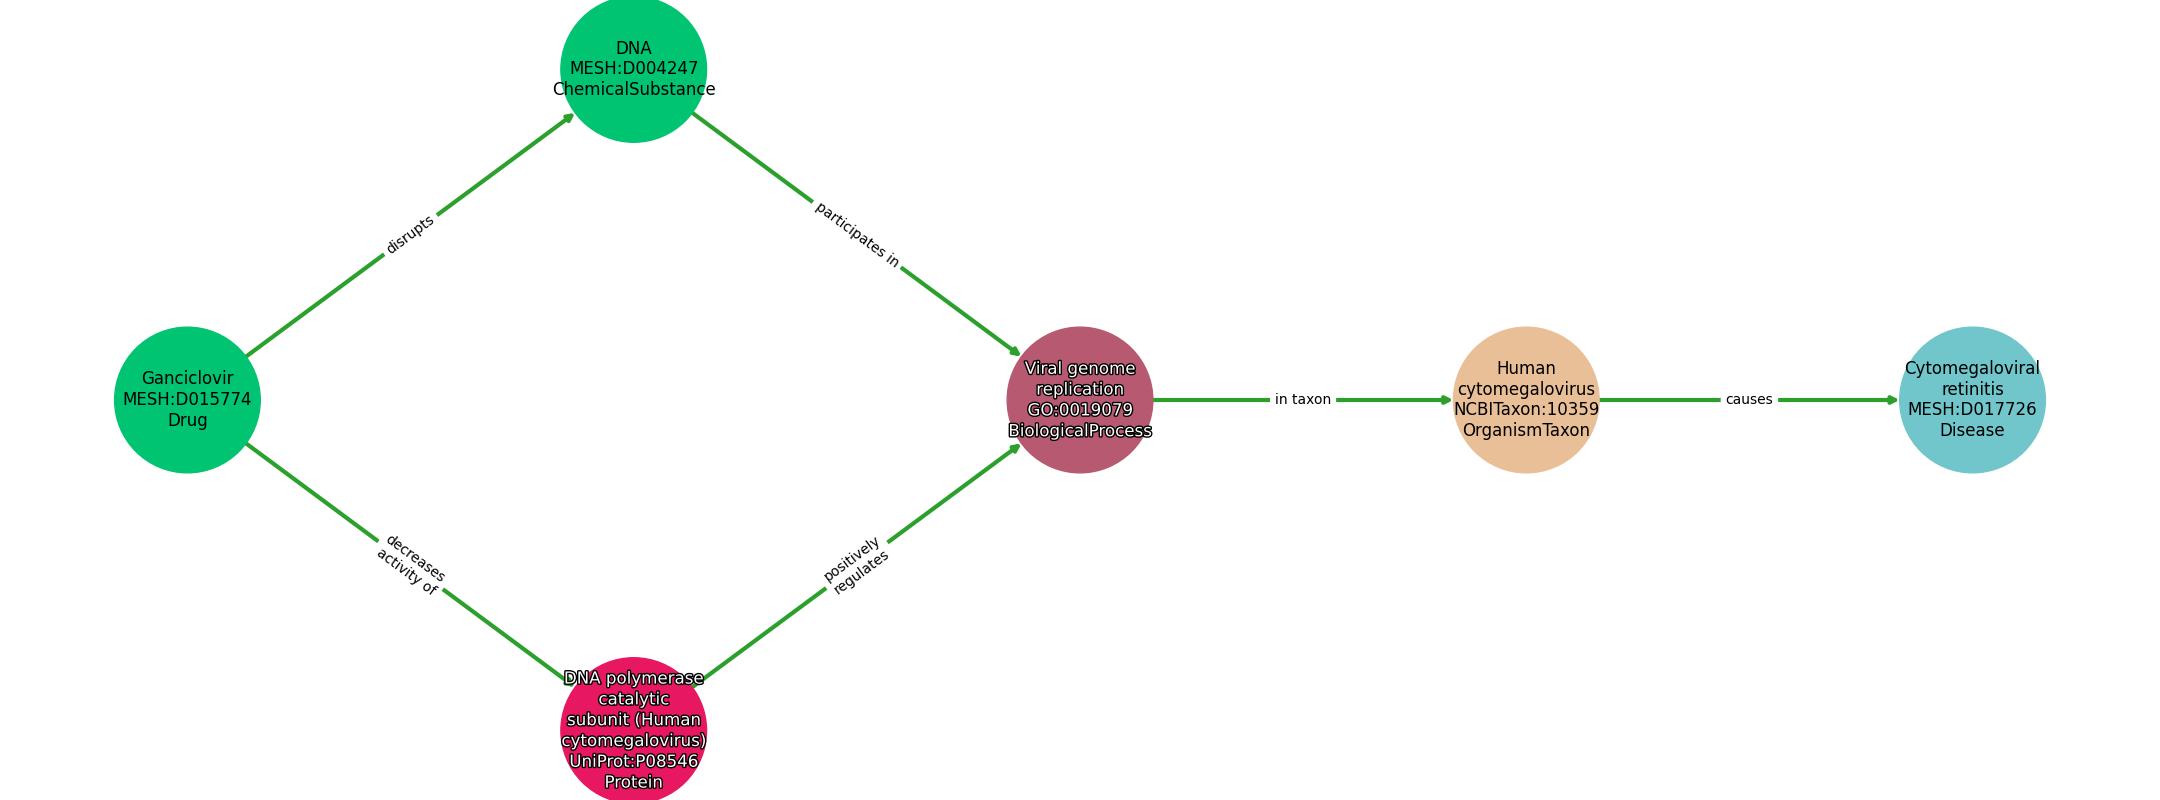 DNA
MESH:D004247
ChemicalSubstance
disrupts
participates in
Ganciclovir
MESH:D015774
Drug
Viral genome
replication
GO:0019079
BiologicalProcess
in taxon
Human
cytomegalovirus
NCBITaxon:10359
OrganismTaxon
causes
Cytomegaloviral
retinitis
MESH:D017726
Disease
decreases
activity of
positively
regulates
DNA polymerase
catalytic
subunit (Human
cytomegalovirus)
UniProt:P08546
Protein